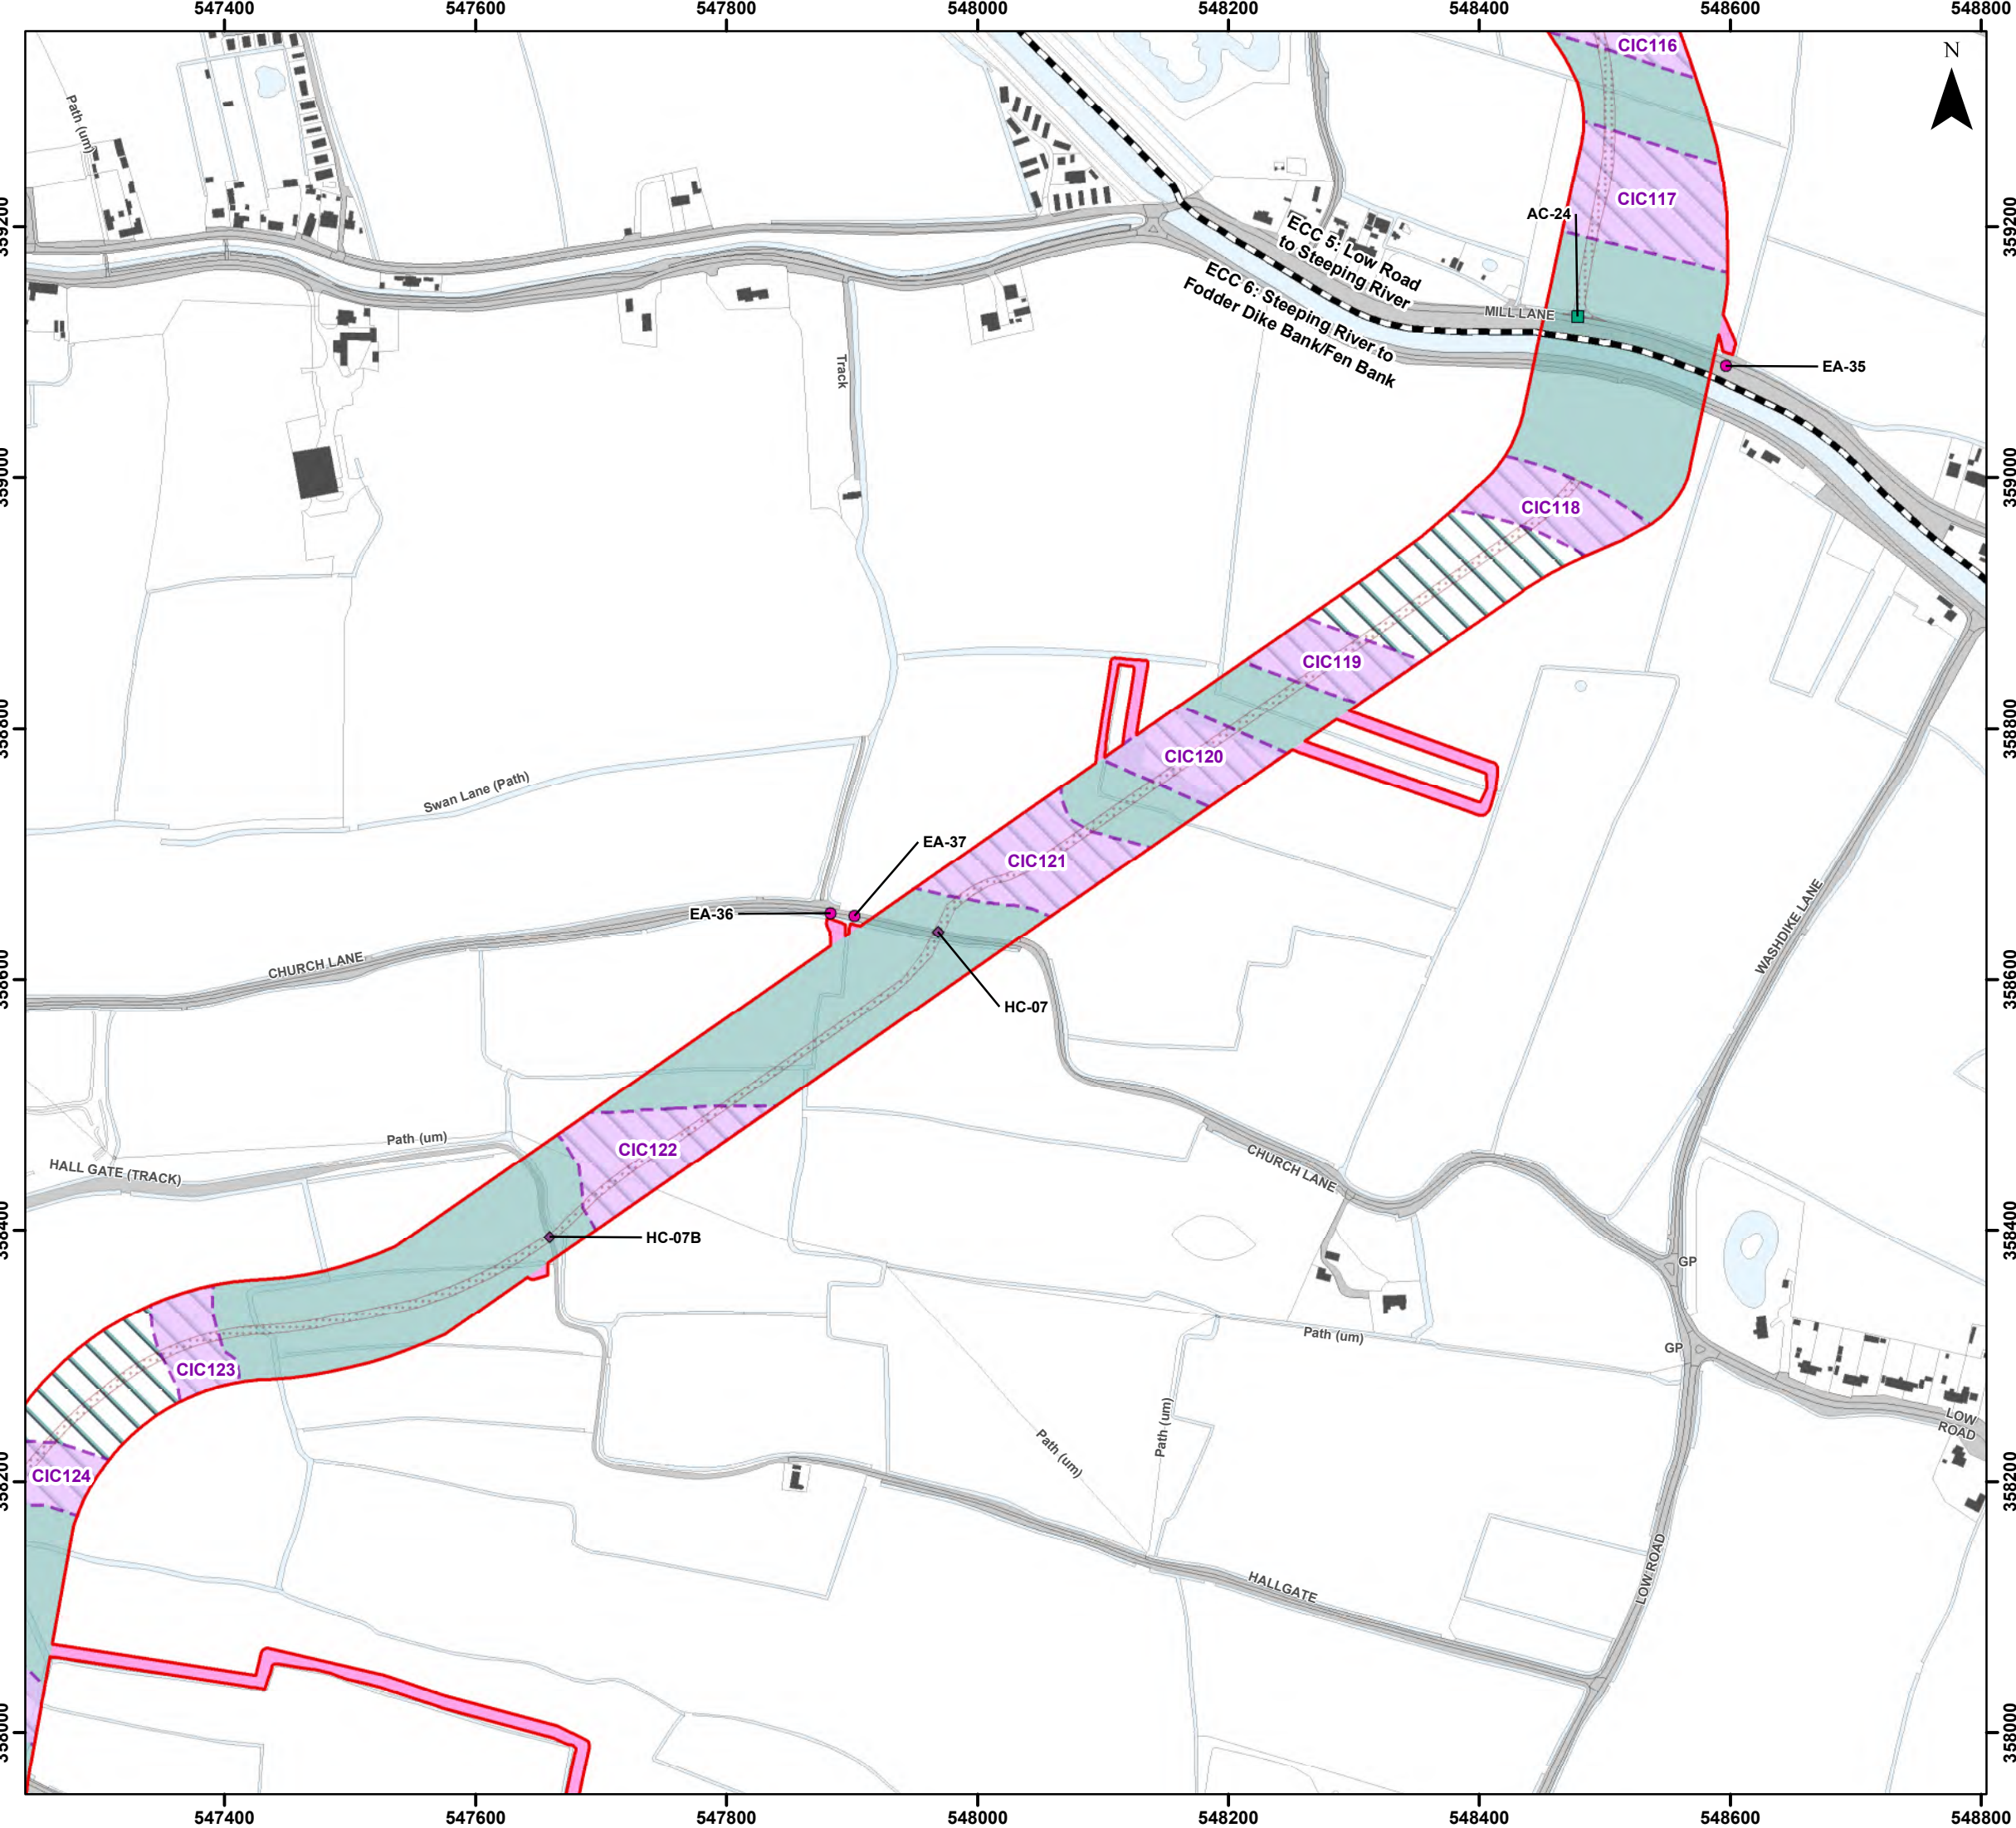 547400 547600 547800 548000 548200 548400 548600 548800
N
CIC116
Path (um)
CIC117
359200
359200
AC-24
ECC 5: Low Road
to Steeping River
ECC 6: Steeping River to
Fodder Dike Bank/Fen Bank
MILL LANE
EA-35
Track
359000
359000
CIC118
CIC119
358800
358800
CIC120
Swan Lane (Path)
EA-37
CIC121
EA-36
WASHDIKE LANE
CHURCH LANE
358600
358600
HC-07
Path (um)
CIC122
HALL GATE (TRACK)
CHURCH LANE
358400
358400
HC-07B
GP
Path (um)
GP
CIC123
LOW
ROAD
Path (um)
Path (um)
CIC124
358200
358200
HALLGATE
LOW ROAD
358000
358000
547400 547600 547800 548000 548200 548400 548600 548800